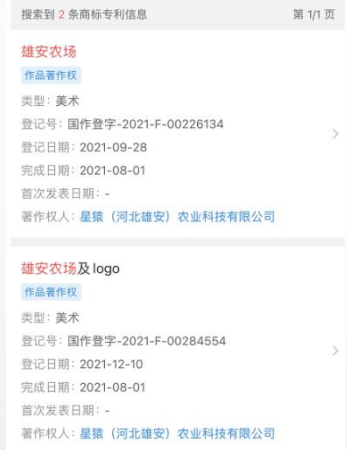 搜索到 2 条商标专利信息 第 1/1 页
雄安农场
作品著作权
类型：美术
登记号：国作登字-2021-F-00226134
登记日期：2021-09-28
完成日期：2021-08-01
首次发表日期：-
著作权人：星猿（河北雄安）农业科技有限公司
雄安农场及logo
作品著作权
类型：美术
登记号：国作登字-2021-F-00284554
登记日期：2021-12-10
完成日期：2021-08-01
首次发表日期：-
著作权人：星猿（河北雄安）农业科技有限公司